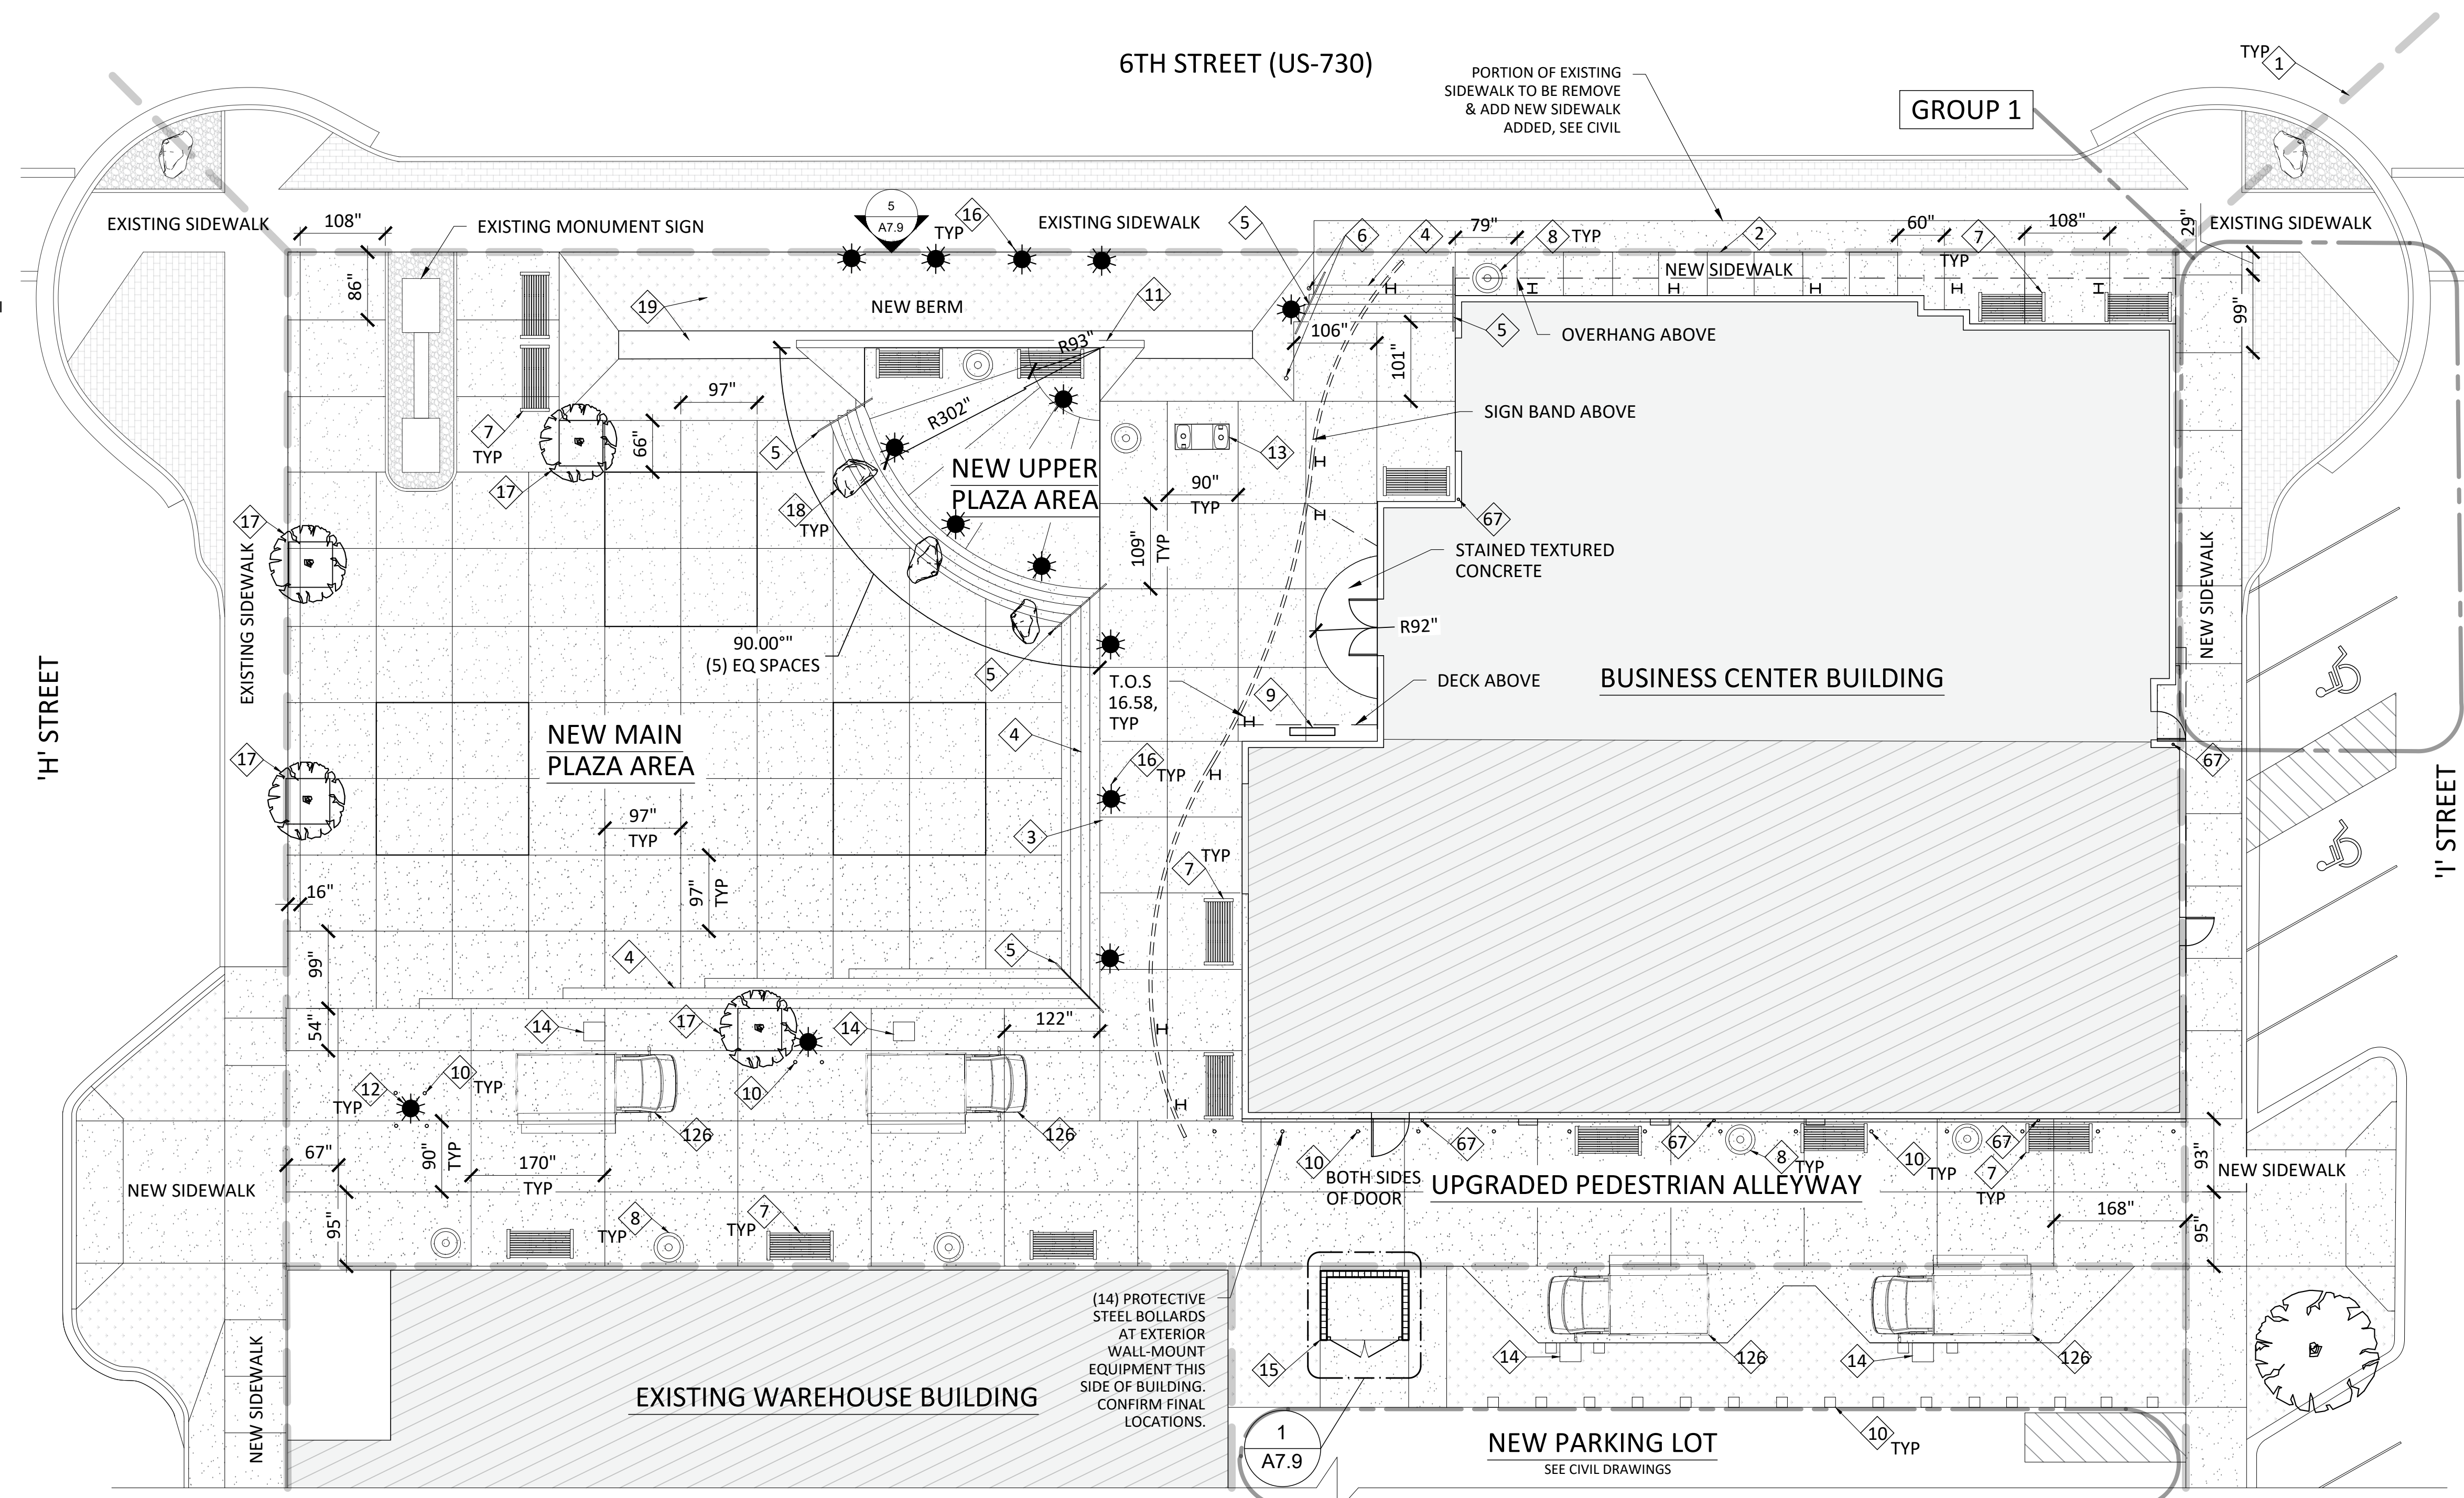 6TH STREET (US-730)
PORTION OF EXISTING
SIDEWALK TO BE REMOVE
& ADD NEW SIDEWALK
ADDED, SEE CIVIL
GROUP 1
TYP
1
EXISTING SIDEWALK
108"
EXISTING MONUMENT SIGN
5
A7.9
16
TYP
EXISTING SIDEWALK
5
6
4
79"
8
TYP
2
60"
TYP
7
108"
29"
EXISTING SIDEWALK
86"
19
NEW BERM
11
NEW SIDEWALK
99"
106"
101"
5
OVERHANG ABOVE
R93"
R302"
97"
66"
7
TYP
5
SIGN BAND ABOVE
13
NEW UPPER
PLAZA AREA
17
18
TYP
90"
TYP
109"
TYP
67
STAINED TEXTURED
CONCRETE
17
EXISTING SIDEWALK
NEW SIDEWALK
90.00°"
(5) EQ SPACES
5
R92"
'H' STREET
T.O.S
16.58,
TYP
9
DECK ABOVE
BUSINESS CENTER BUILDING
NEW MAIN
PLAZA AREA
4
17
16
TYP
67
'I' STREET
97"
TYP
3
97"
TYP
7
TYP
16"
99"
4
5
54"
14
17
14
122"
12
TYP
10
TYP
10
126
126
67"
90"
TYP
170"
TYP
10
BOTH SIDES
OF DOOR
67
67
8
TYP
10
TYP
67
7
TYP
93"
NEW SIDEWALK
NEW SIDEWALK
UPGRADED PEDESTRIAN ALLEYWAY
168"
95"
95"
8
TYP
7
TYP
(14) PROTECTIVE
STEEL BOLLARDS
AT EXTERIOR
WALL-MOUNT
EQUIPMENT THIS
SIDE OF BUILDING.
CONFIRM FINAL
LOCATIONS.
15
14
126
14
126
NEW SIDEWALK
EXISTING WAREHOUSE BUILDING
1
A7.9
NEW PARKING LOT
SEE CIVIL DRAWINGS
10
TYP